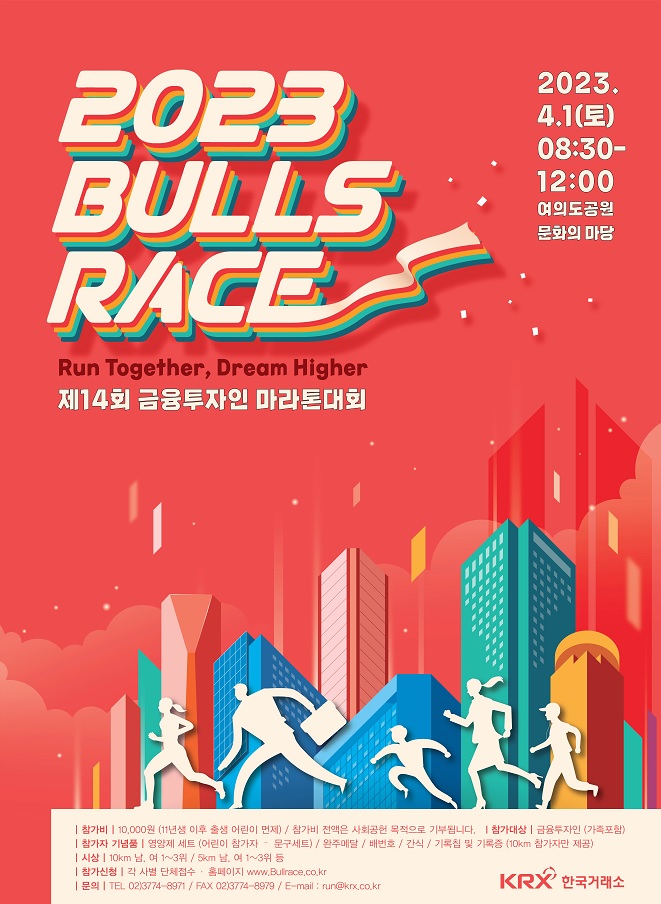 2023
BULLS
RACE
Run Together, Dream Higher
제14회 금융투자인 마라톤대회
2023.
4.1(토)
08:30-
12:00
여의도공원
문화의 마당
| 참가비 | 10,000원 (11년생 이후 출생 어린이 면제) / 참가비 전액은 사회공헌 목적으로 기부됩니다. | 참가대상 | 금융투자인 (가족포함)
| 참가자 기념품 | 영양제 세트 (어린이 참가자 - 문구세트) / 완주메달 / 배번호 / 간식 / 기록칩 및 기록증 (10km 참가자만 제공)
| 시상 | 10km 남, 여 1~3위 / 5km 남, 여 1~3위 등
| 참가신청 | 각 사별 단체접수 · 홈페이지 www.Bullrace.co.kr
| 문의 | TEL 02)3774-8971 / FAX 02)3774-8979 / E-mail : run@krx.co.kr
KRX 한국거래소